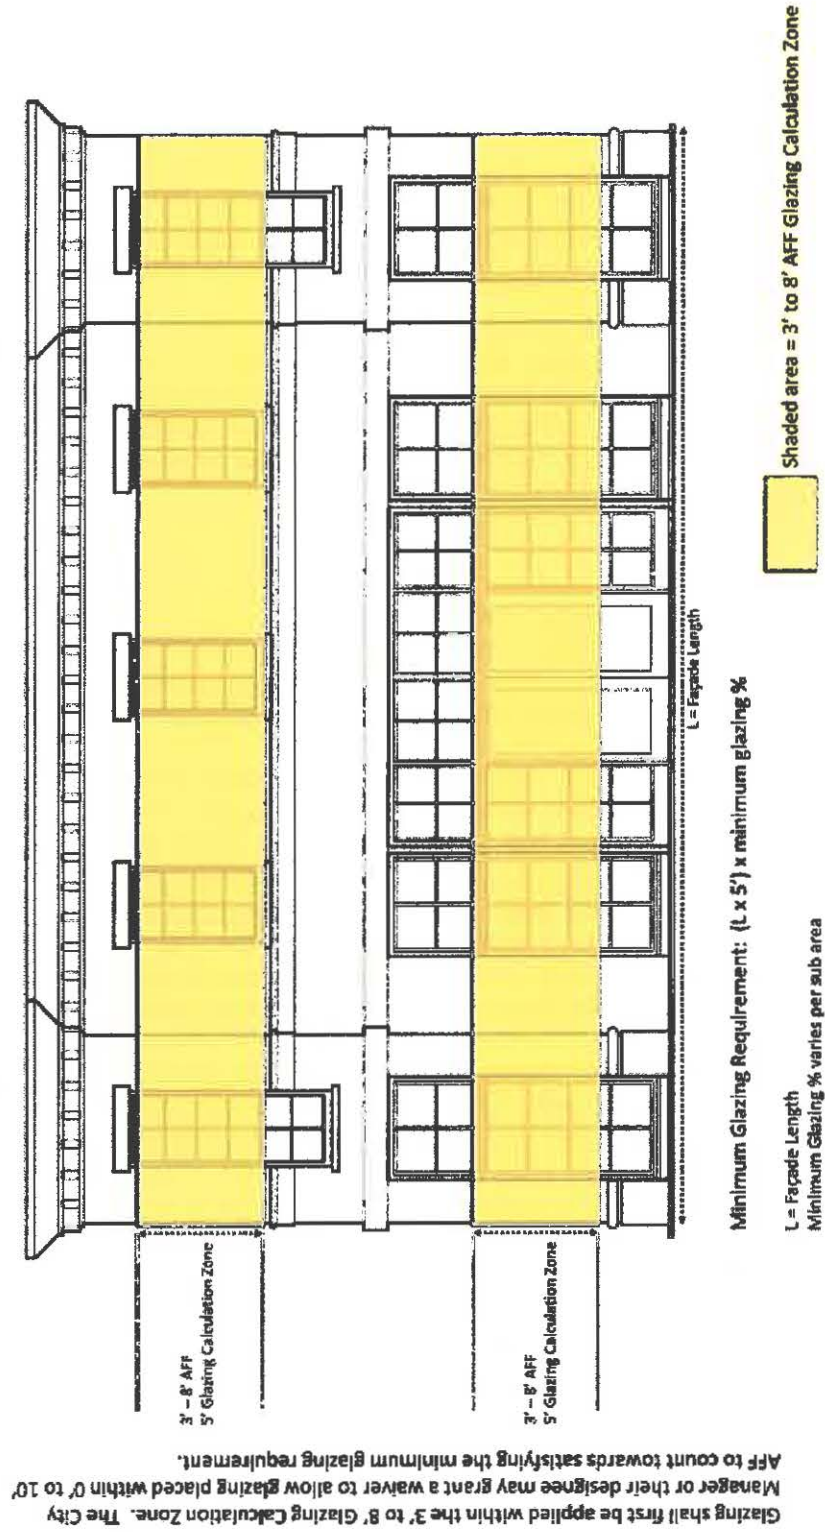 Glazing shall first be applied within the 3' to 8' Glazing Calculation Zone. The City
Manager or their designee may grant a waiver to allow glazing placed within 0' to 10'
AFF to count towards satisfying the minimum glazing requirement.
3' – 8' AFF
5' Glazing Calculation Zone
3' – 8' AFF
5' Glazing Calculation Zone
L = Façade Length
Minimum Glazing Requirement: (L x 5') x minimum glazing %
L = Façade Length
Minimum Glazing % varies per sub area
Shaded area = 3' to 8' AFF Glazing Calculation Zone